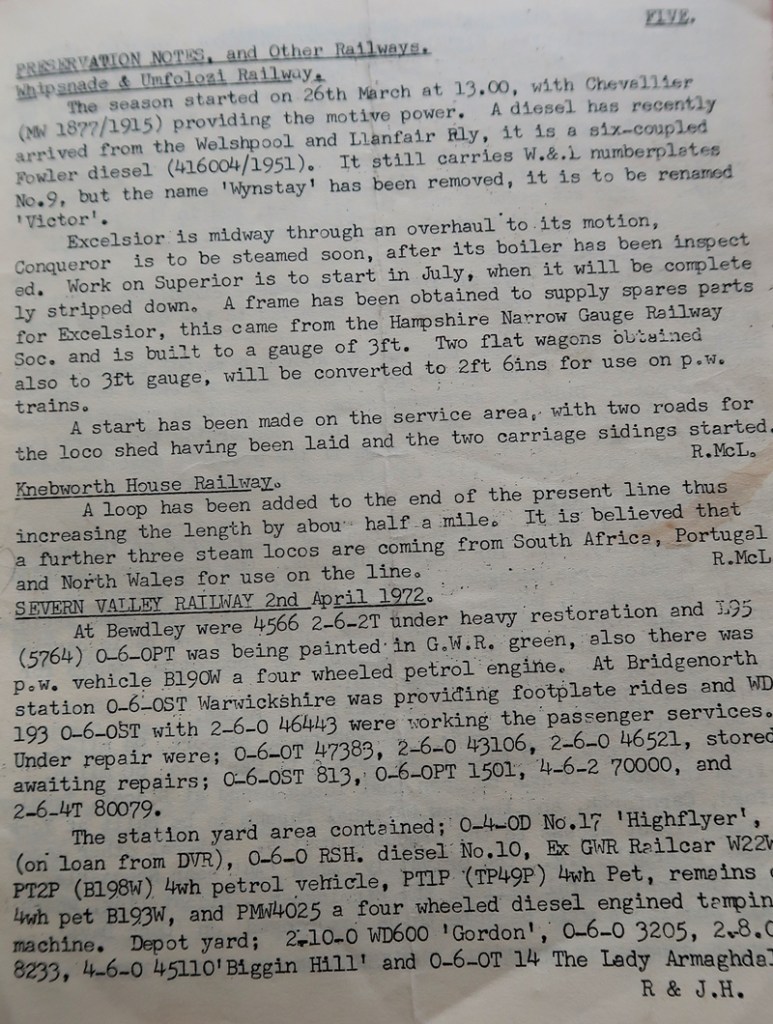 FIVE.
PRESERVATION NOTES, and Other Railways.
Whipsnade & Umfolozi Railway.
The season started on 26th March at 13.00, with Chevellier
(MW 1877/1915) providing the motive power. A diesel has recently
arrived from the Welshpool and Llanfair Rly, it is a six-coupled
Fowler diesel (416004/1951). It still carries W.&.L numberplates
No.9, but the name 'Wynstay' has been removed, it is to be renamed
'Victor'.
Excelsior is midway through an overhaul to its motion,
Conqueror is to be steamed soon, after its boiler has been inspect
ed. Work on Superior is to start in July, when it will be complete
ly stripped down. A frame has been obtained to supply spares parts
for Excelsior, this came from the Hampshire Narrow Gauge Railway
Soc. and is built to a gauge of 3ft. Two flat wagons obtained
also to 3ft gauge, will be converted to 2ft 6ins for use on p.w.
trains.
A start has been made on the service area, with two roads for
the loco shed having been laid and the two carriage sidings started.
R.McL.
Knebworth House Railway.
A loop has been added to the end of the present line thus
increasing the length by abou half a mile. It is believed that
a further three steam locos are coming from South Africa, Portugal
and North Wales for use on the line.
R.McL
SEVERN VALLEY RAILWAY 2nd April 1972.
At Bewdley were 4566 2-6-2T under heavy restoration and L95
(5764) 0-6-0PT was being painted in G.W.R. green, also there was
p.w. vehicle B190W a four wheeled petrol engine. At Bridgenorth
station 0-6-0ST Warwickshire was providing footplate rides and WD
193 0-6-0ST with 2-6-0 46443 were working the passenger services.
Under repair were; 0-6-0T 47383, 2-6-0 43106, 2-6-0 46521, stored
awaiting repairs; 0-6-0ST 813, 0-6-0PT 1501, 4-6-2 70000, and
2-6-4T 80079.
The station yard area contained; 0-4-0D No.17 'Highflyer',
(on loan from DVR), 0-6-0 RSH. diesel No.10, Ex GWR Railcar W22W
PT2P (B198W) 4wh petrol vehicle, PT1P (TP49P) 4wh Pet, remains o
4wh pet B193W, and PMW4025 a four wheeled diesel engined tampin
machine. Depot yard; 2-10-0 WD600 'Gordon', 0-6-0 3205, 2-8.0
8233, 4-6-0 45110'Biggin Hill' and 0-6-0T 14 The Lady Armaghdal
R & J.H.